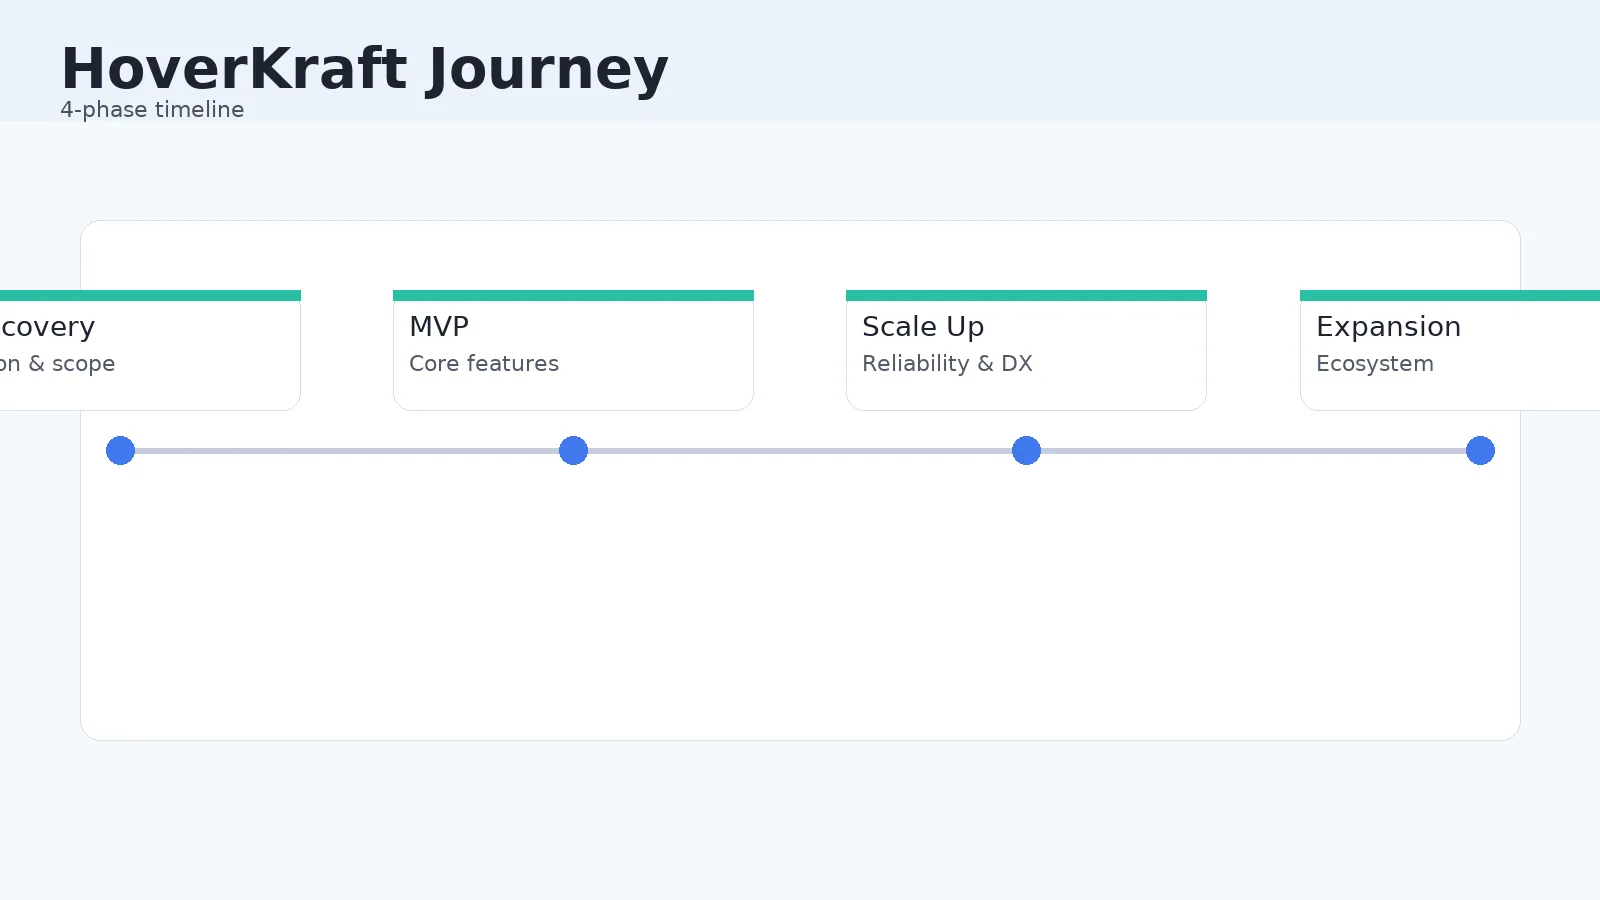 HoverKraft Journey
4-phase timeline
covery
on & scope
MVP
Core features
Scale Up
Reliability & DX
Expansion
Ecosystem